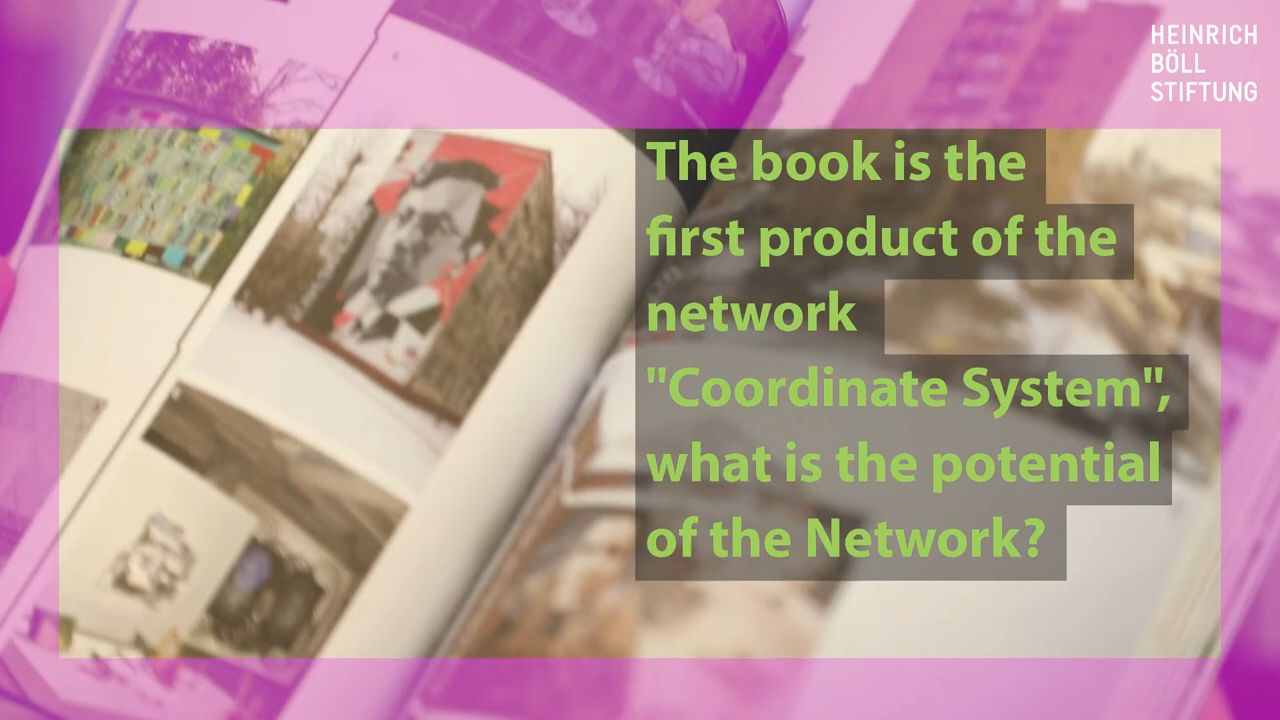 HEINRICH
BÖLL
STIFTUNG
The book is the
first product of the
network
"Coordinate System",
what is the potential
of the Network?